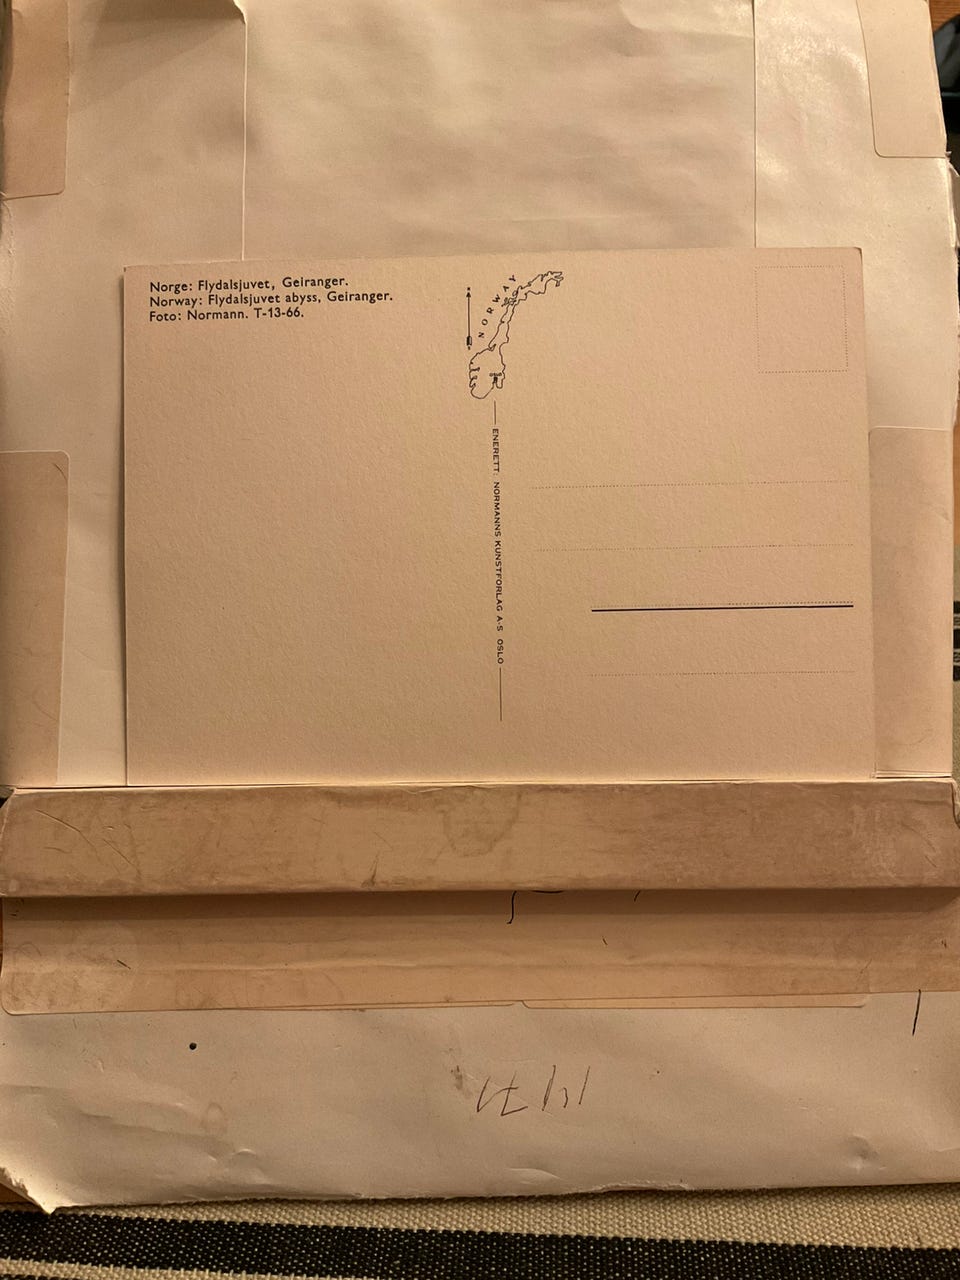 Norge: Flydalsjuvet, Geiranger.
Norway: Flydalsjuvet abyss, Geiranger.
Foto: Normann. T-13-66.
NORWAY
ENERETT: NORMANNS KUNSTFORLAG A-S OSLO